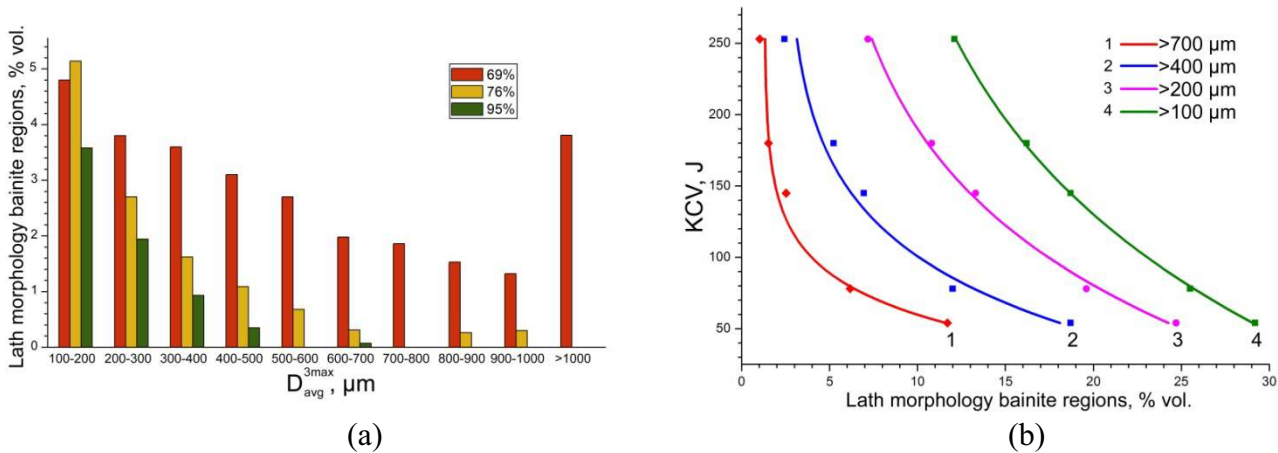 Lath morphology bainite regions, % vol.
5
4
3
2
1
0
69%
76%
95%
100-200 200-300 300-400 400-500 500-600 600-700 700-800 800-900 900-1000 >1000
D avg 3max , µm
(a)
KCV, J
250
200
150
100
50
1 >700 µm
2 >400 µm
3 >200 µm
4 >100 µm
1 2 3 4
0 5 10 15 20 25 30
Lath morphology bainite regions, % vol.
(b)